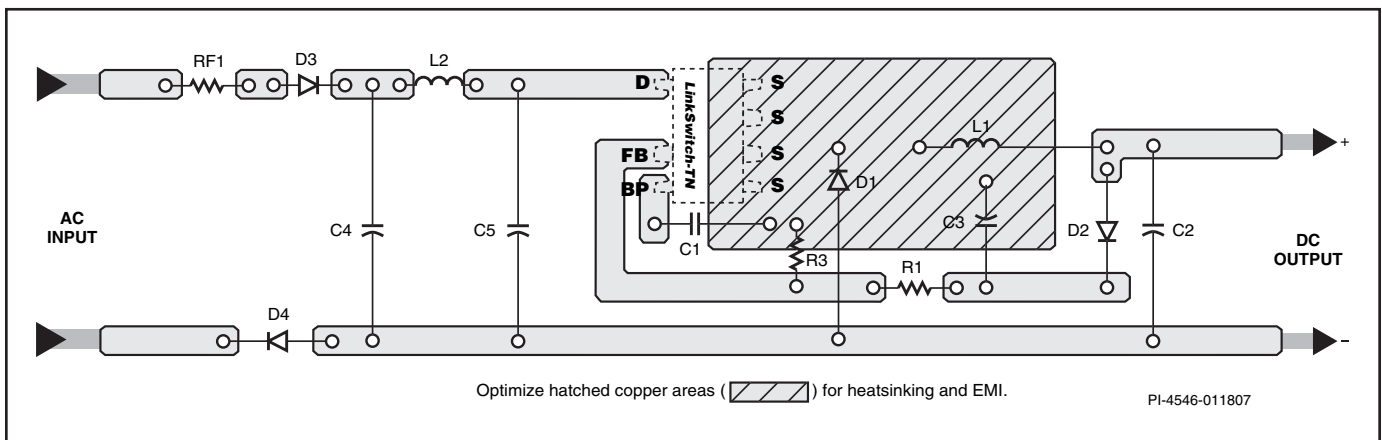 RF1
D3
L2
D
S
LinkSwitch-TN
S
L1
+
FB
S
BP
S
D1
AC
INPUT
C4
C5
C1
C3
D2
C2
DC
OUTPUT
R3
R1
D4
–
Optimize hatched copper areas ( ) for heatsinking and EMI.
PI-4546-011807